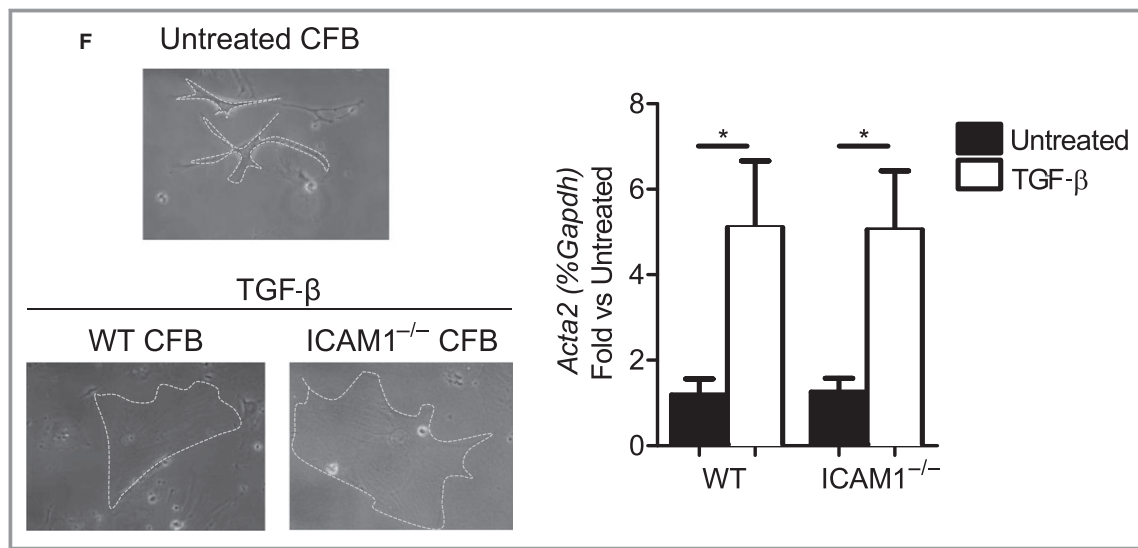 F
Untreated CFB
TGF-β
WT CFB
ICAM1⁻/⁻ CFB
Acta2 (%Gapdh)
Fold vs Untreated
8
6
4
2
0
*
*
WT
ICAM1⁻/⁻
Untreated
TGF-β